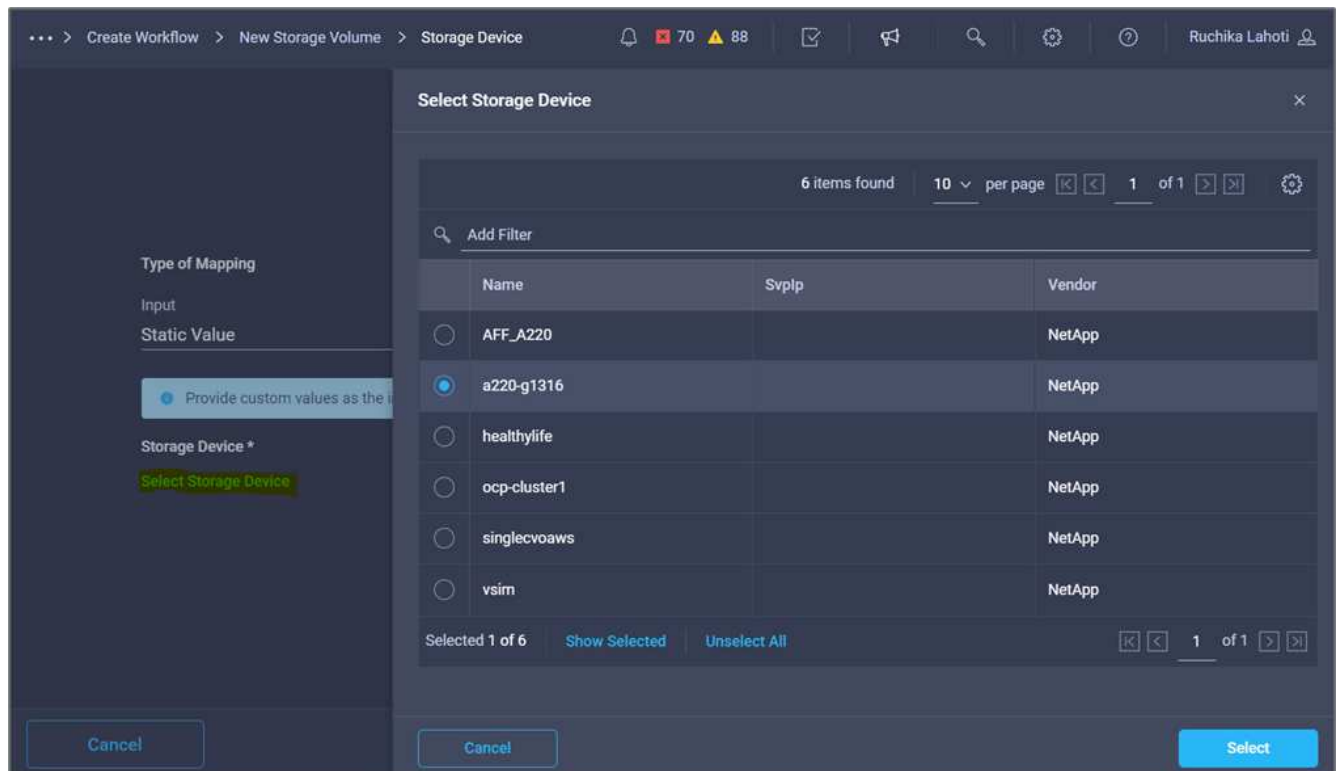 ••• > Create Workflow > New Storage Volume > Storage Device 70 88 Ruchika Lahoti
Select Storage Device
6 items found 10 per page 1 of 1
Add Filter
Type of Mapping
Input
Static Value
Provide custom values as the i
Storage Device *
Select Storage Device
Name SvpIp Vendor
AFF_A220 NetApp
a220-g1316 NetApp
healthylife NetApp
ocp-cluster1 NetApp
singlecvoaws NetApp
vsim NetApp
Selected 1 of 6 Show Selected Unselect All 1 of 1
Cancel
Cancel Select